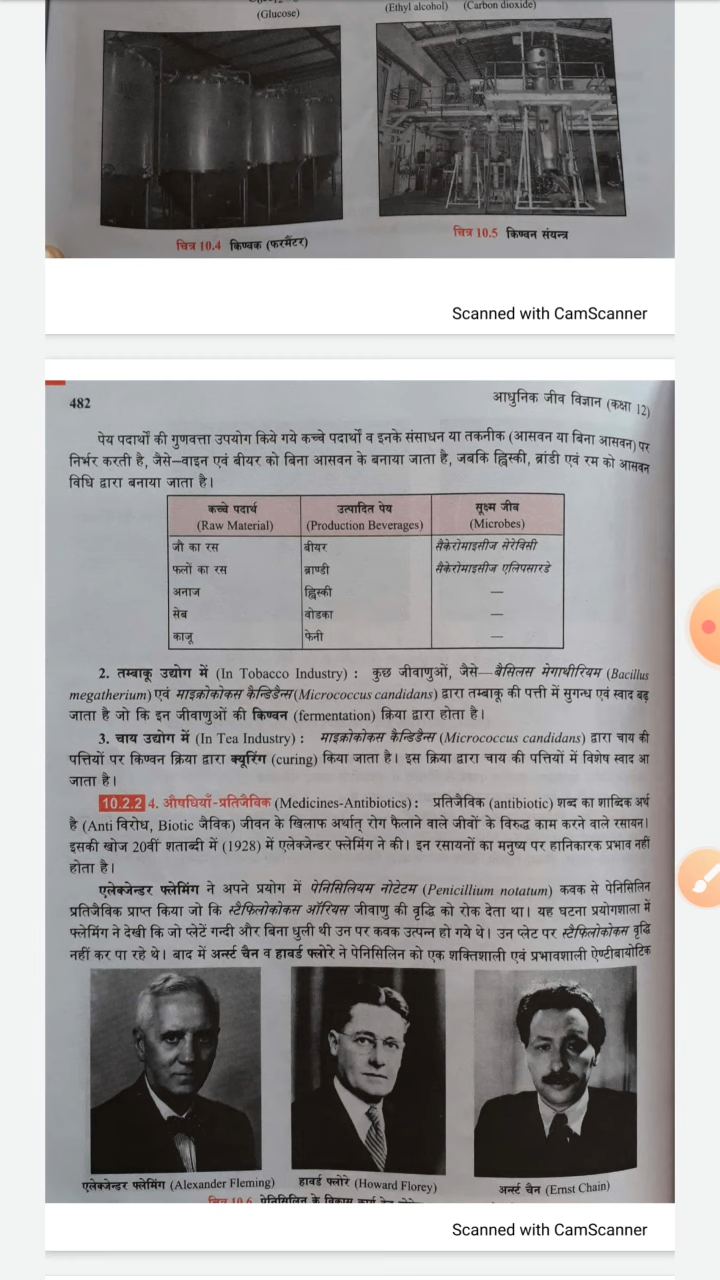 (Glucose)
(Ethyl alcohol) (Carbon dioxide)
चित्र 10.4 किण्वक (फरमैंटर)
चित्र 10.5 किण्वन संयन्त्र
Scanned with CamScanner
482
आधुनिक जीव विज्ञान (कक्षा 12)
पेय पदार्थों की गुणवत्ता उपयोग किये गये कच्चे पदार्थों व इनके संसाधन या तकनीक (आसवन या बिना आसवन) पर
निर्भर करती है, जैसे—वाइन एवं बीयर को बिना आसवन के बनाया जाता है, जबकि ह्विस्की, ब्रांडी एवं रम को आसवन
विधि द्वारा बनाया जाता है।
कच्चे पदार्थ उत्पादित पेय सूक्ष्म जीव
(Raw Material) (Production Beverages) (Microbes)
जौ का रस बीयर सैकेरोमाइसीज सेरेविसी
फलों का रस ब्राण्डी सैकेरोमाइसीज एलिपसारडे
अनाज ह्विस्की —
सेब वोडका —
काजू फेनी —
2. तम्बाकू उद्योग में (In Tobacco Industry) : कुछ जीवाणुओं, जैसे—बैसिलस मेगाथीरियम (Bacillus
megatherium) एवं माइक्रोकोकस कैन्डिडैन्स (Micrococcus candidans) द्वारा तम्बाकू की पत्ती में सुगन्ध एवं स्वाद बढ़
जाता है जो कि इन जीवाणुओं की किण्वन (fermentation) क्रिया द्वारा होता है।
3. चाय उद्योग में (In Tea Industry) : माइक्रोकोकस कैन्डिडैन्स (Micrococcus candidans) द्वारा चाय की
पत्तियों पर किण्वन क्रिया द्वारा क्यूरिंग (curing) किया जाता है। इस क्रिया द्वारा चाय की पत्तियों में विशेष स्वाद आ
जाता है।
10.2.2 4. औषधियाँ-प्रतिजैविक (Medicines-Antibiotics) : प्रतिजैविक (antibiotic) शब्द का शाब्दिक अर्थ
है (Anti विरोध, Biotic जैविक) जीवन के खिलाफ अर्थात् रोग फैलाने वाले जीवों के विरुद्ध काम करने वाले रसायन।
इसकी खोज 20वीं शताब्दी में (1928) में एलेक्जेन्डर फ्लेमिंग ने की। इन रसायनों का मनुष्य पर हानिकारक प्रभाव नहीं
होता है।
एलेक्जेन्डर फ्लेमिंग ने अपने प्रयोग में पेनिसिलियम नोटेटम (Penicillium notatum) कवक से पेनिसिलिन
प्रतिजैविक प्राप्त किया जो कि स्टैफिलोकोकस ऑरियस जीवाणु की वृद्धि को रोक देता था। यह घटना प्रयोगशाला में
फ्लेमिंग ने देखी कि जो प्लेटें गन्दी और बिना धुली थी उन पर कवक उत्पन्न हो गये थे। उन प्लेट पर स्टैफिलोकोकस वृद्धि
नहीं कर पा रहे थे। बाद में अर्न्स्ट चैन व हावर्ड फ्लोरे ने पेनिसिलिन को एक शक्तिशाली एवं प्रभावशाली ऐण्टीबायोटिक
एलेक्जेन्डर फ्लेमिंग (Alexander Fleming)
हावर्ड फ्लोरे (Howard Florey)
अर्न्स्ट चैन (Ernst Chain)
चित्र 10.6 पेनिसिलिन के विकास कार्य
Scanned with CamScanner